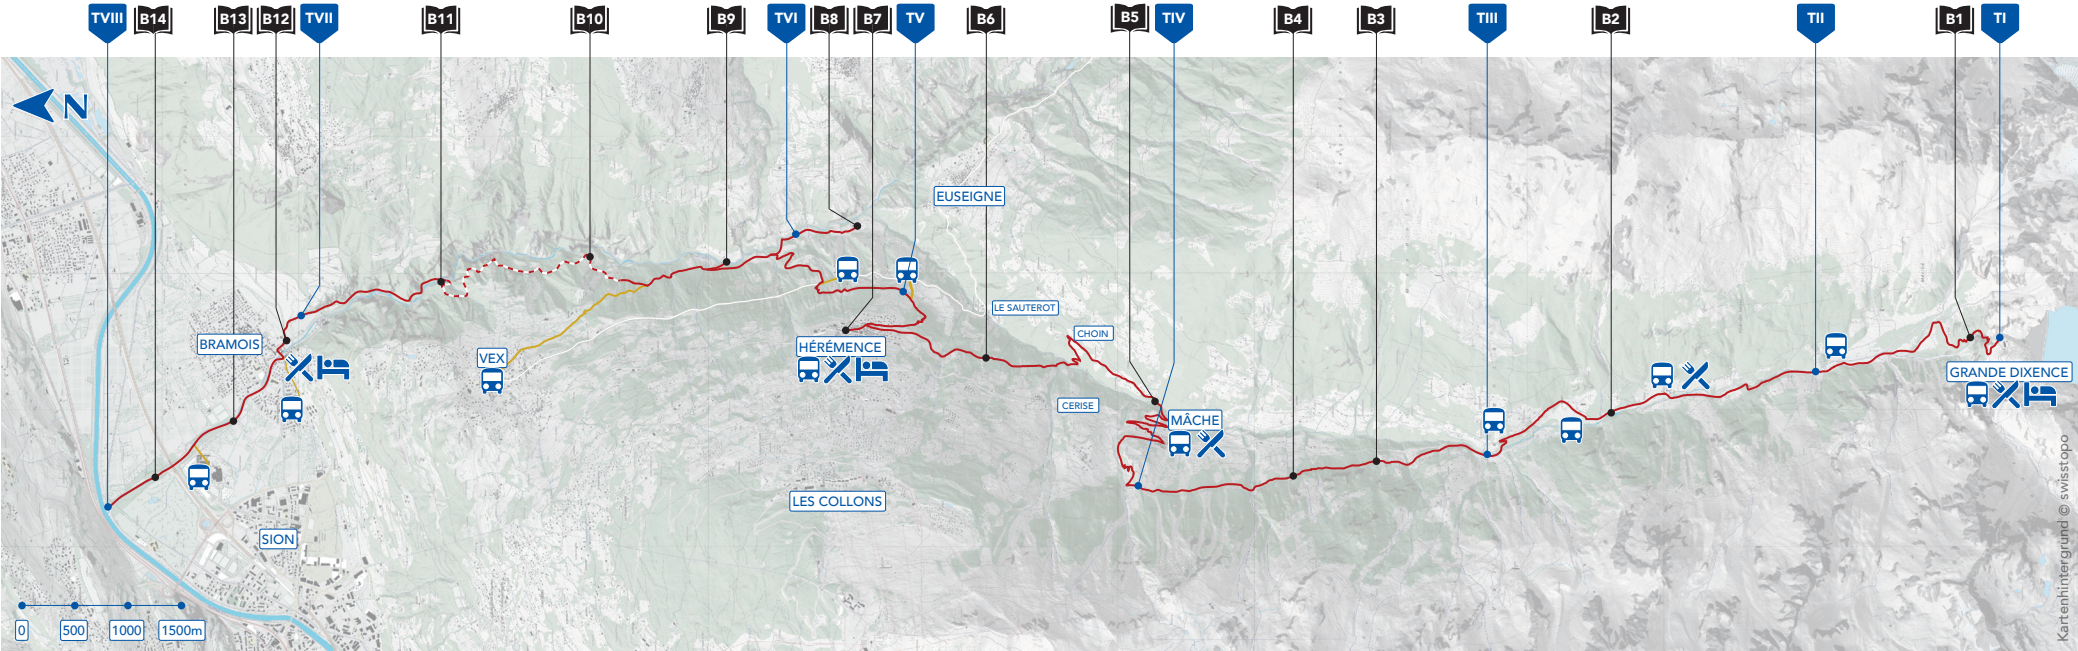 TVIII B14 B13 B12 TVII B11 B10 B9 TVI B8 B7 TV B6 B5 TIV B4 B3 TIII B2 TII B1 TI
N
EUSEIGNE
LE SAUTEROT
CHOIN
BRAMOIS
HÉRÉMENCE
VEX
GRANDE DIXENCE
CERISE
MÂCHE
LES COLLONS
SION
0 500 1000 1500m
Kartenhintergrund © swisstopo